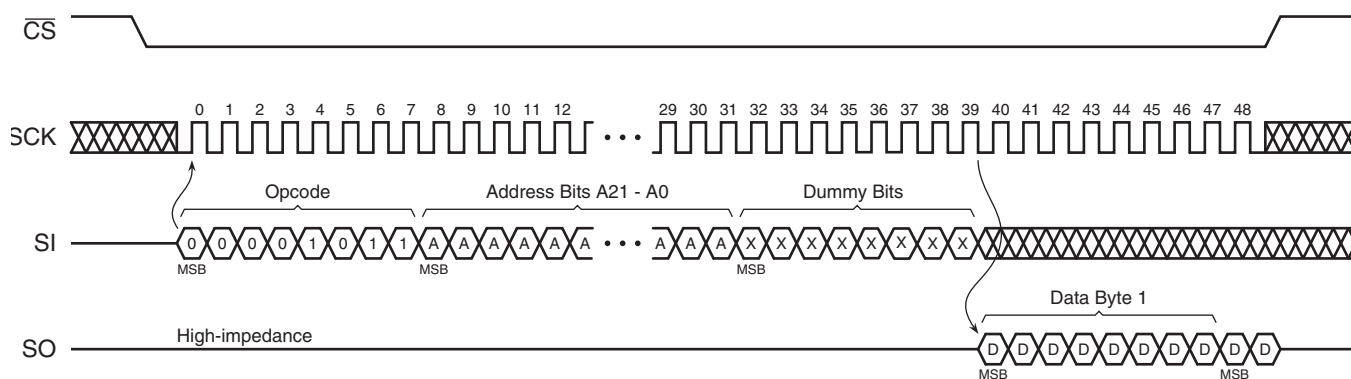 CS
0 1 2 3 4 5 6 7 8 9 10 11 12 29 30 31 32 33 34 35 36 37 38 39 40 41 42 43 44 45 46 47 48
SCK • • •
Opcode Address Bits A21 - A0 Dummy Bits
SI 0 0 0 0 1 0 1 1 A A A A A A • • • A A A X X X X X X X X
MSB MSB MSB
Data Byte 1
High-impedance
SO D D D D D D D D D D
MSB MSB